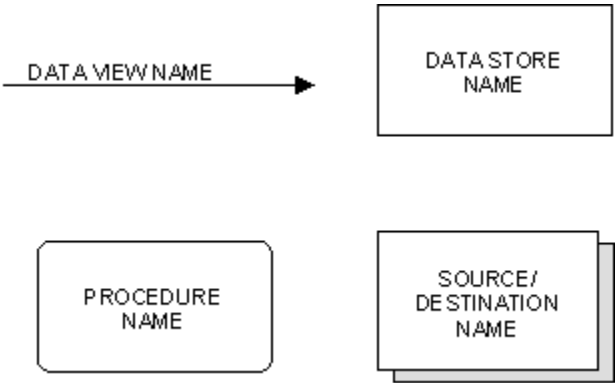 DATA VIEW NAME
DATA STORE
NAME
PROCEDURE
NAME
SOURCE/
DESTINATION
NAME